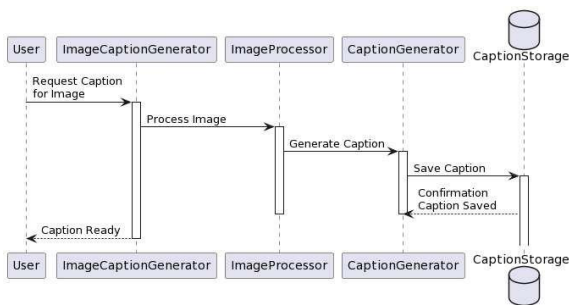 User
ImageCaptionGenerator
ImageProcessor
CaptionGenerator
CaptionStorage
Request Caption
for Image
Process Image
Generate Caption
Save Caption
Confirmation
Caption Saved
Caption Ready
User
ImageCaptionGenerator
ImageProcessor
CaptionGenerator
CaptionStorage